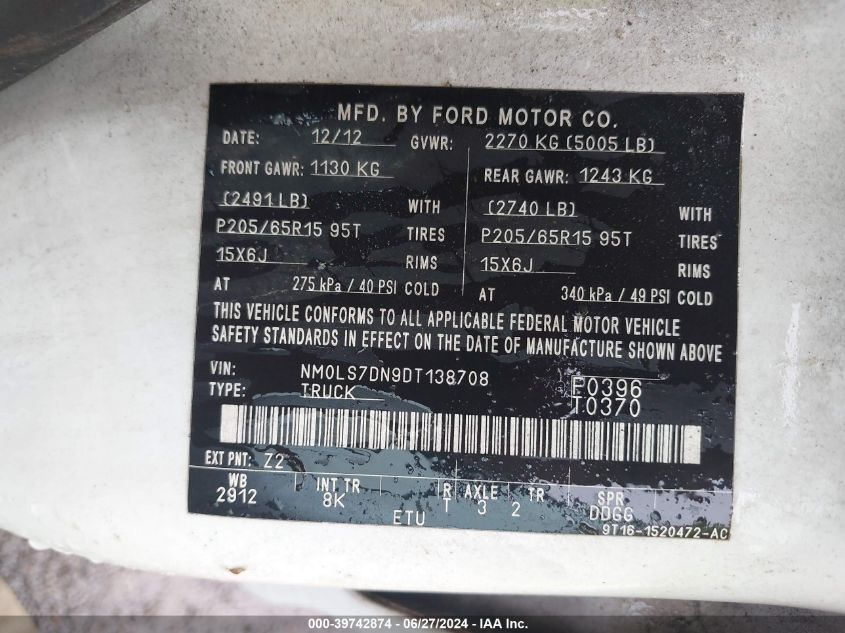 MFD. BY FORD MOTOR CO.
DATE: 12/12 GVWR: 2270 KG (5005 LB)
FRONT GAWR: 1130 KG REAR GAWR: 1243 KG
(2491 LB) WITH (2740 LB) WITH
P205/65R15 95T TIRES P205/65R15 95T TIRES
15X6J RIMS 15X6J RIMS
AT 275 kPa / 40 PSI COLD AT 340 kPa / 49 PSI COLD
THIS VEHICLE CONFORMS TO ALL APPLICABLE FEDERAL MOTOR VEHICLE
SAFETY STANDARDS IN EFFECT ON THE DATE OF MANUFACTURE SHOWN ABOVE
VIN: NM0LS7DN9DT138708 F0396
TYPE: TRUCK T0370
EXT PNT: Z2
WB INT TR R AXLE TR SPR
2912 8K T 3 2 DDGG
ETU 9T16-1520472-AC
000-39742874 / 06/27/2024 / IAA Inc.